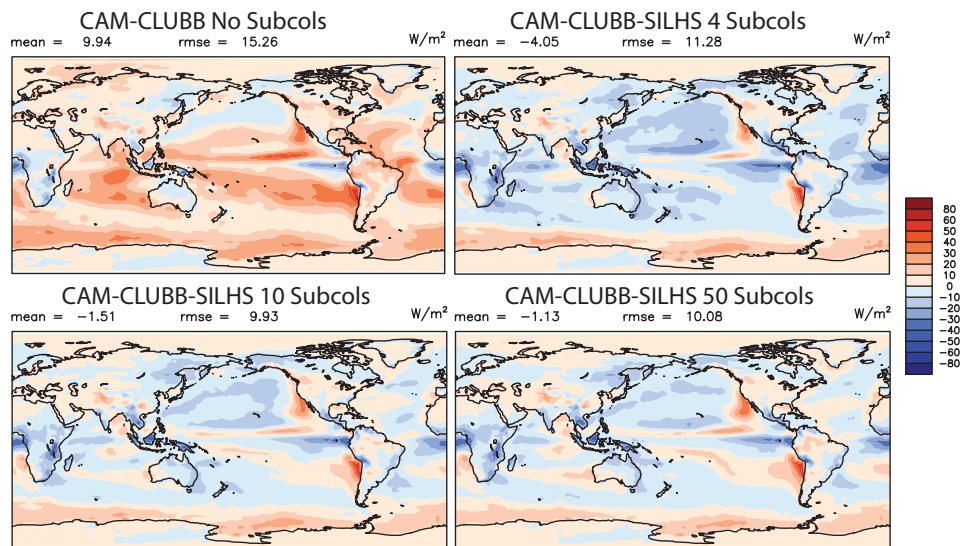 CAM-CLUBB No Subcols
mean = 9.94 rmse = 15.26 W/m²
CAM-CLUBB-SILHS 4 Subcols
mean = −4.05 rmse = 11.28 W/m²
CAM-CLUBB-SILHS 10 Subcols
mean = −1.51 rmse = 9.93 W/m²
CAM-CLUBB-SILHS 50 Subcols
mean = −1.13 rmse = 10.08 W/m²
80
60
50
40
30
20
10
0
−10
−20
−30
−40
−50
−60
−80